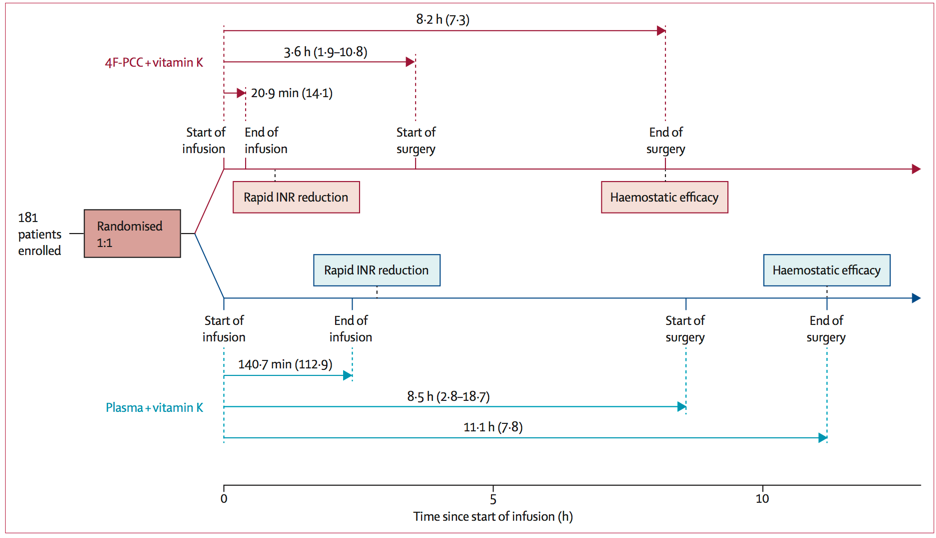 8·2 h (7·3)
3·6 h (1·9–10·8)
4F-PCC + vitamin K
20·9 min (14·1)
Start of
infusion
End of
infusion
Start of
surgery
End of
surgery
Rapid INR reduction
Haemostatic efficacy
181
patients
enrolled
Randomised
1:1
Rapid INR reduction
Haemostatic efficacy
Start of
infusion
End of
infusion
Start of
surgery
End of
surgery
140·7 min (112·9)
8·5 h (2·8–18·7)
Plasma + vitamin K
11·1 h (7·8)
0
5
10
Time since start of infusion (h)